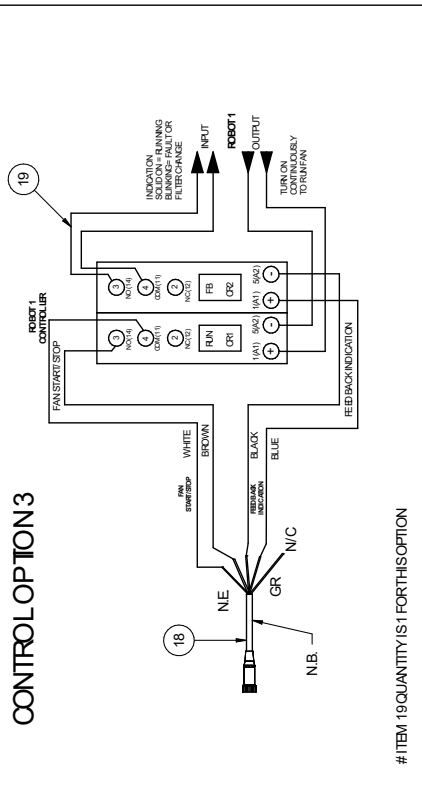 CONTROL OPTION 3
19
ROBOT 1
CONTROLLER
FAN START/STOP
INDICATION
SOLID ON = RUNNING
BLINKING= FAULT OR
FILTER CHANGE
INPUT
ROBOT 1
OUTPUT
TURN ON
CONTINUOUSLY
TO RUN FAN
3
NO(14)
4
COM(11)
2
NC(12)
RUN
CR1
1(A1)
5(A2)
+
-
3
NO(14)
4
COM(11)
2
NC(12)
FB
CR2
1(A1)
5(A2)
+
-
WHITE
BROWN
FAN
START/STOP
BLACK
BLUE
FEEDBACK
INDICATION
FEEDBACK INDICATION
N.E
GR
N/C
18
N.B.
# ITEM 19 QUANTITY IS 1 FOR THIS OPTION